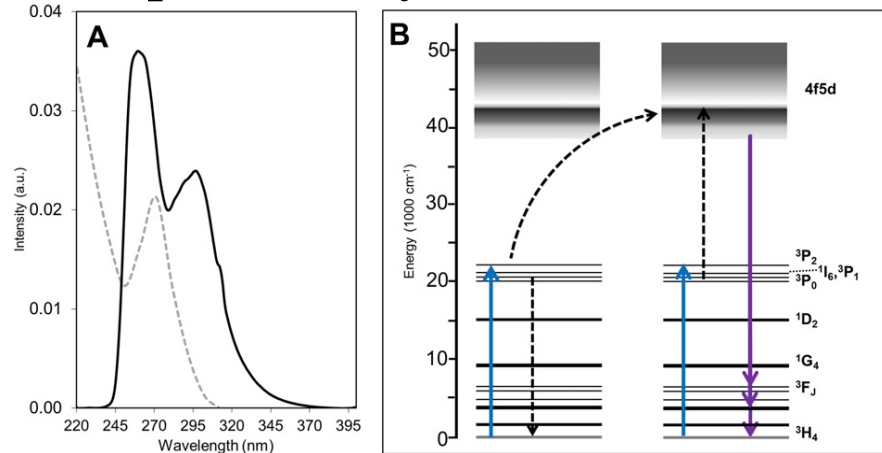 A
0.04
0.03
0.02
0.01
0.00
Intensity (a.u.)
220 245 270 295 320 345 370 395
Wavelength (nm)
B
50
40
30
20
10
0
Energy (1000 cm⁻¹)
4f5d
³P₂
¹I₆,³P₁
³P₀
¹D₂
¹G₄
³F_J
³H₄